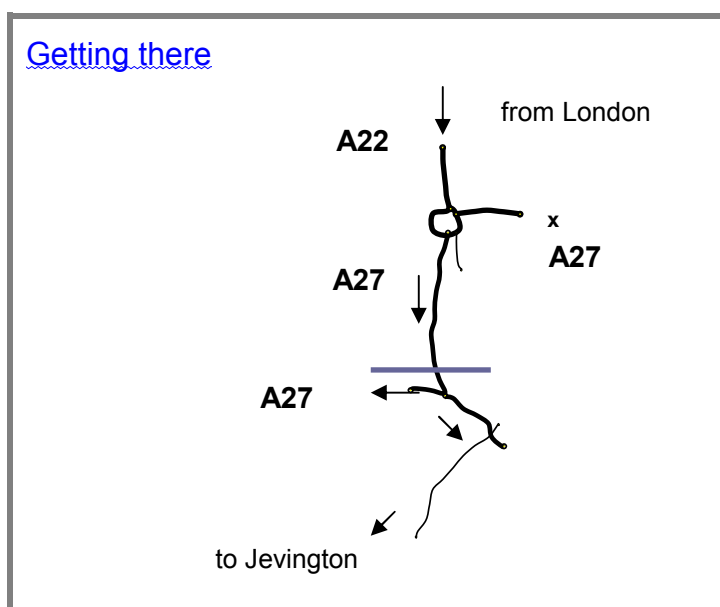 Getting there
from London
A22
x
A27
A27
A27
to Jevington